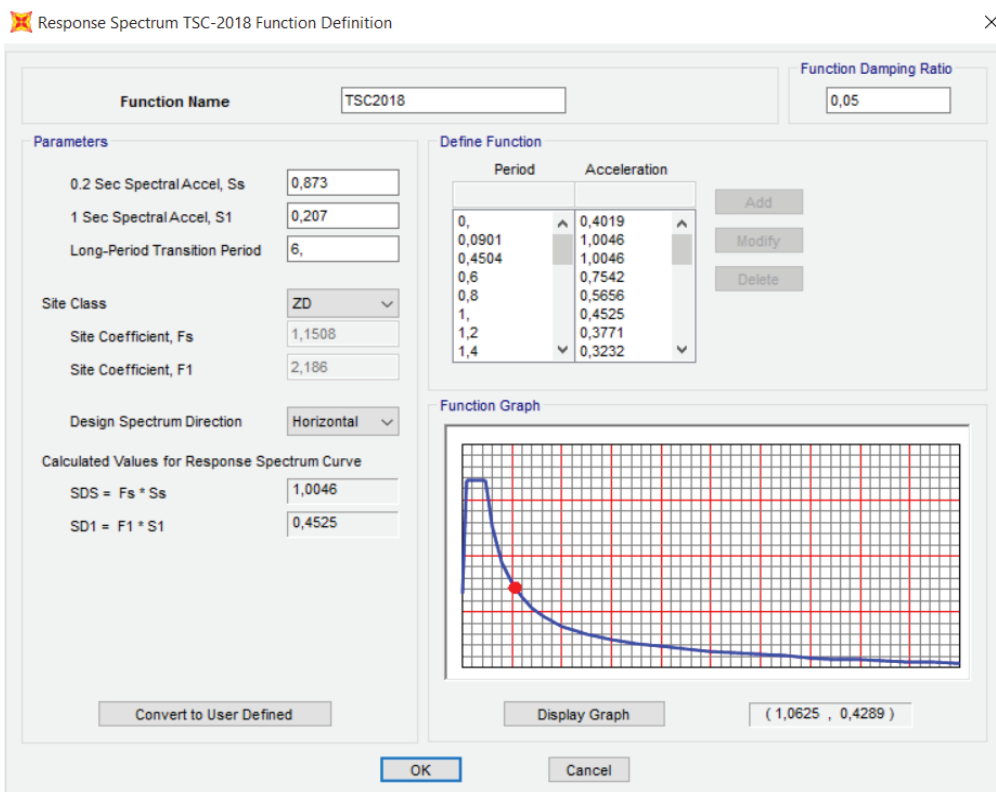 Response Spectrum TSC-2018 Function Definition
Function Damping Ratio
Function Name
TSC2018
0,05
Parameters
0.2 Sec Spectral Accel, Ss
0,873
1 Sec Spectral Accel, S1
0,207
Long-Period Transition Period
6,
Site Class
ZD
Site Coefficient, Fs
1,1508
Site Coefficient, F1
2,186
Design Spectrum Direction
Horizontal
Calculated Values for Response Spectrum Curve
SDS = Fs * Ss
1,0046
SD1 = F1 * S1
0,4525
Convert to User Defined
Define Function
Period Acceleration
0, 0,4019
0,0901 1,0046
0,4504 1,0046
0,6 0,7542
0,8 0,5656
1, 0,4525
1,2 0,3771
1,4 0,3232
Add
Modify
Delete
Function Graph
Display Graph
( 1,0625 , 0,4289 )
OK
Cancel